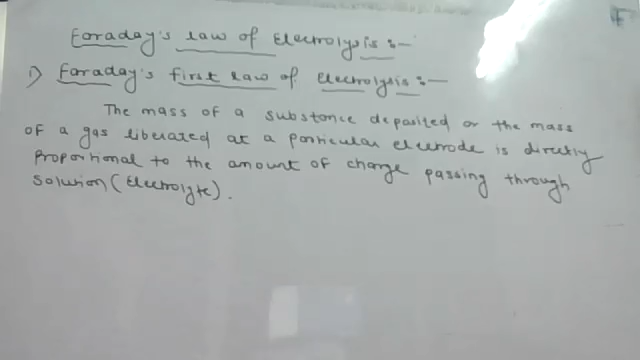 Faraday's law of Electrolysis :-
1) Faraday's first law of Electrolysis :-
The mass of a substance deposited or the mass
of a gas liberated at a particular electrode is directly
proportional to the amount of charge passing through
solution (Electrolyte).